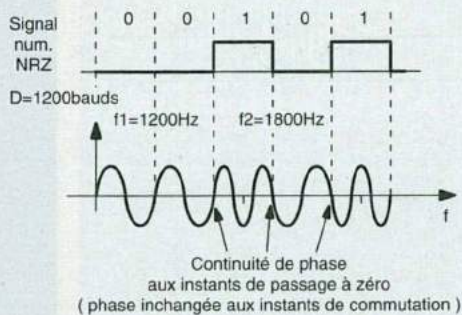 0 0 1 0 1
Signal
num.
NRZ
D=1200bauds
f1=1200Hz f2=1800Hz
f
Continuité de phase
aux instants de passage à zéro
( phase inchangée aux instants de commutation )